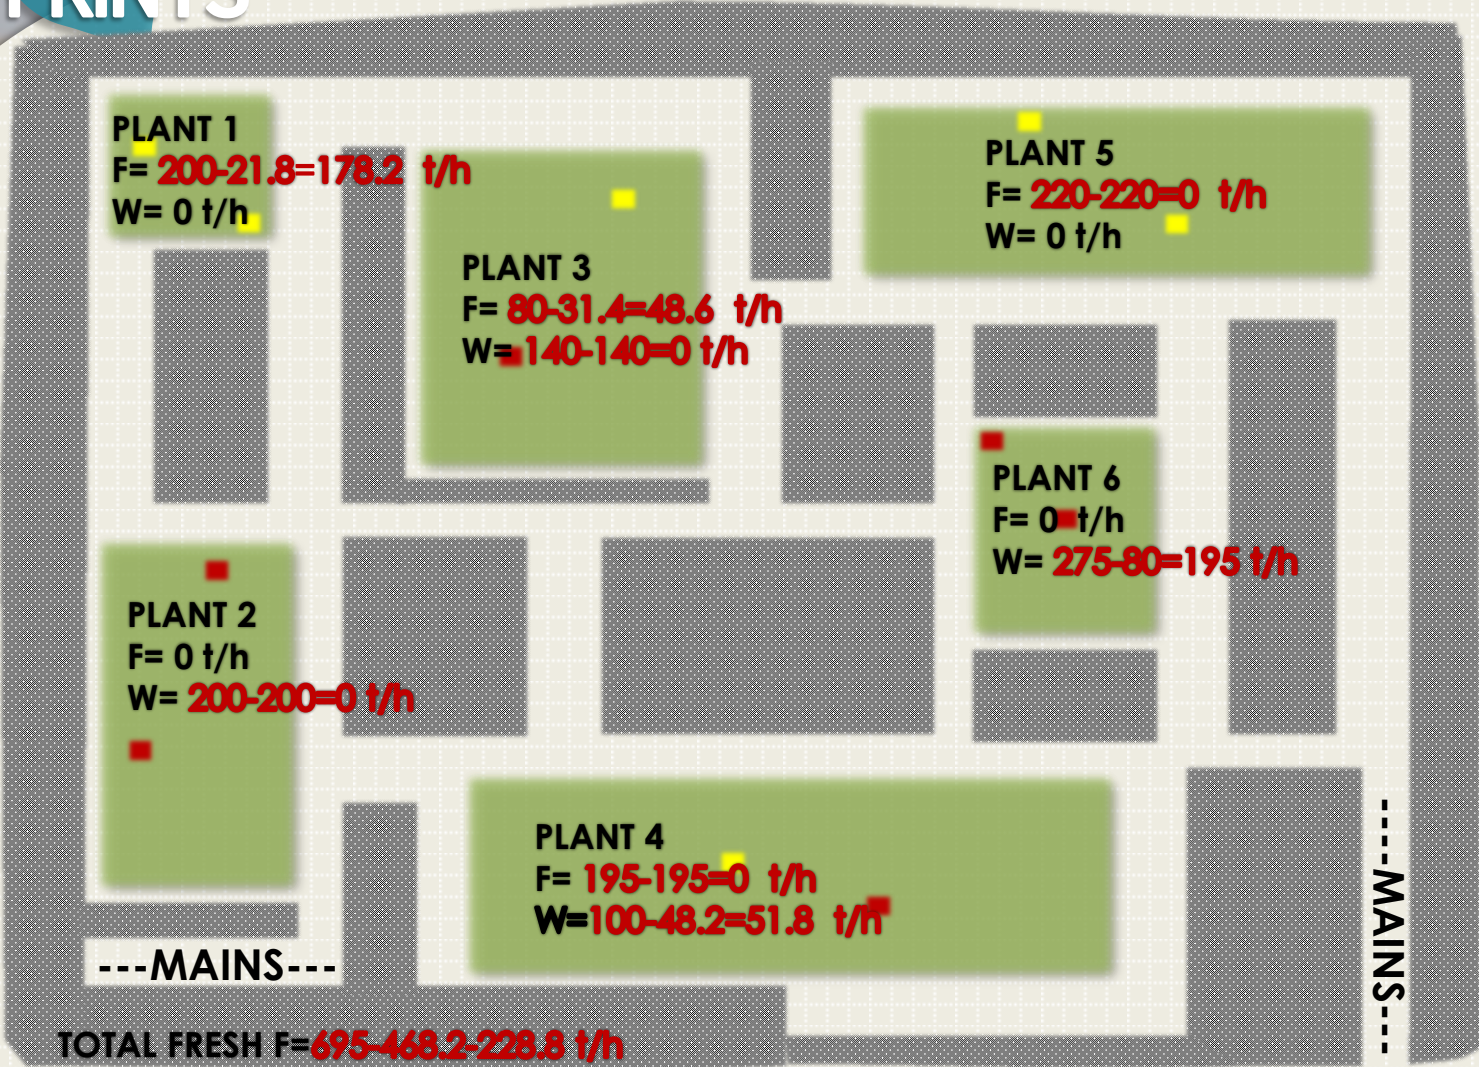 PRINTS
PLANT 1
F= 200-21.8=178.2 t/h
W= 0 t/h
PLANT 5
F= 220-220=0 t/h
W= 0 t/h
PLANT 3
F= 80-31.4=48.6 t/h
W= 140-140=0 t/h
PLANT 6
F= 0 t/h
W= 275-80=195 t/h
PLANT 2
F= 0 t/h
W= 200-200=0 t/h
PLANT 4
F= 195-195=0 t/h
W=100-48.2=51.8 t/h
---MAINS---
-----MAINS---
TOTAL FRESH F=695-468.2-228.8 t/h